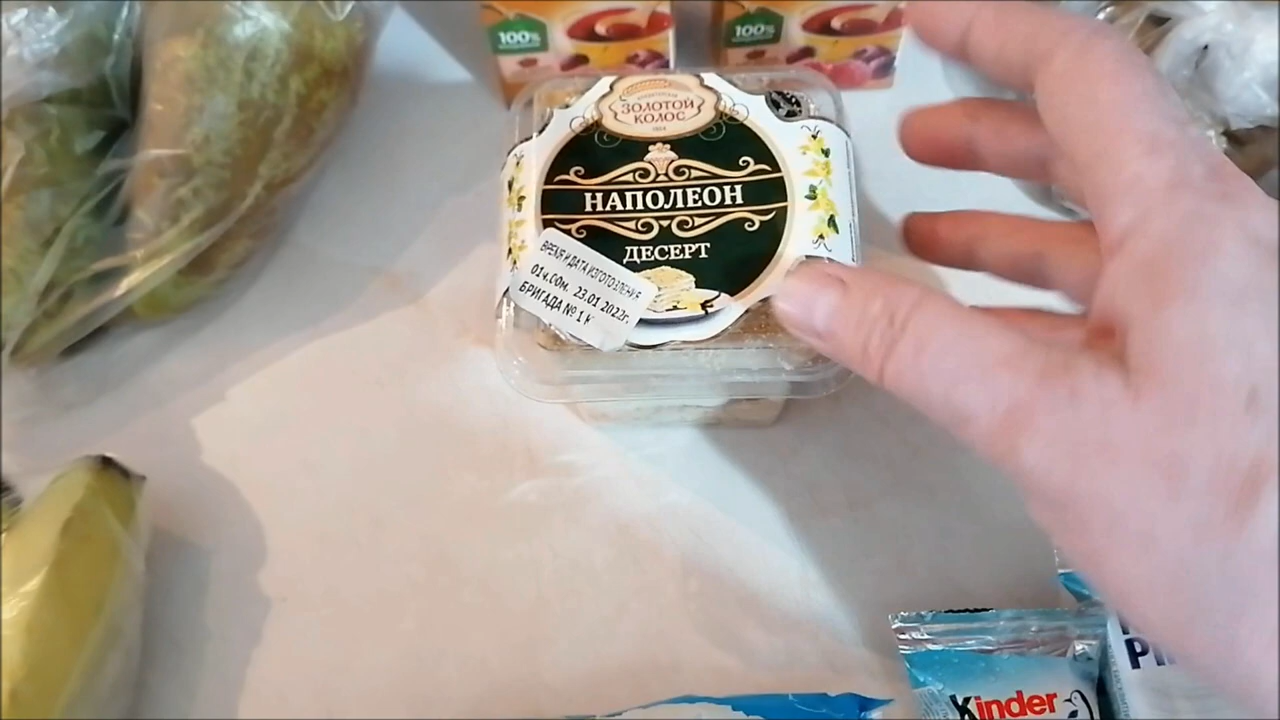 100%
100%
ЗОЛОТОЙ
КОЛОС
НАПОЛЕОН
ДЕСЕРТ
ВРЕМЯ И ДАТА ИЗГОТОВЛЕНИЯ
01ч.00м. 23.01.2022г.
БРИГАДА № 1
Kinder